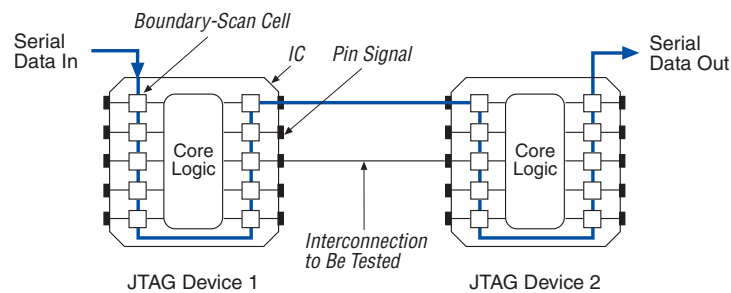 Boundary-Scan Cell
Serial
Data In
IC
Pin Signal
Serial
Data Out
Core
Logic
Core
Logic
Interconnection
to Be Tested
JTAG Device 1
JTAG Device 2